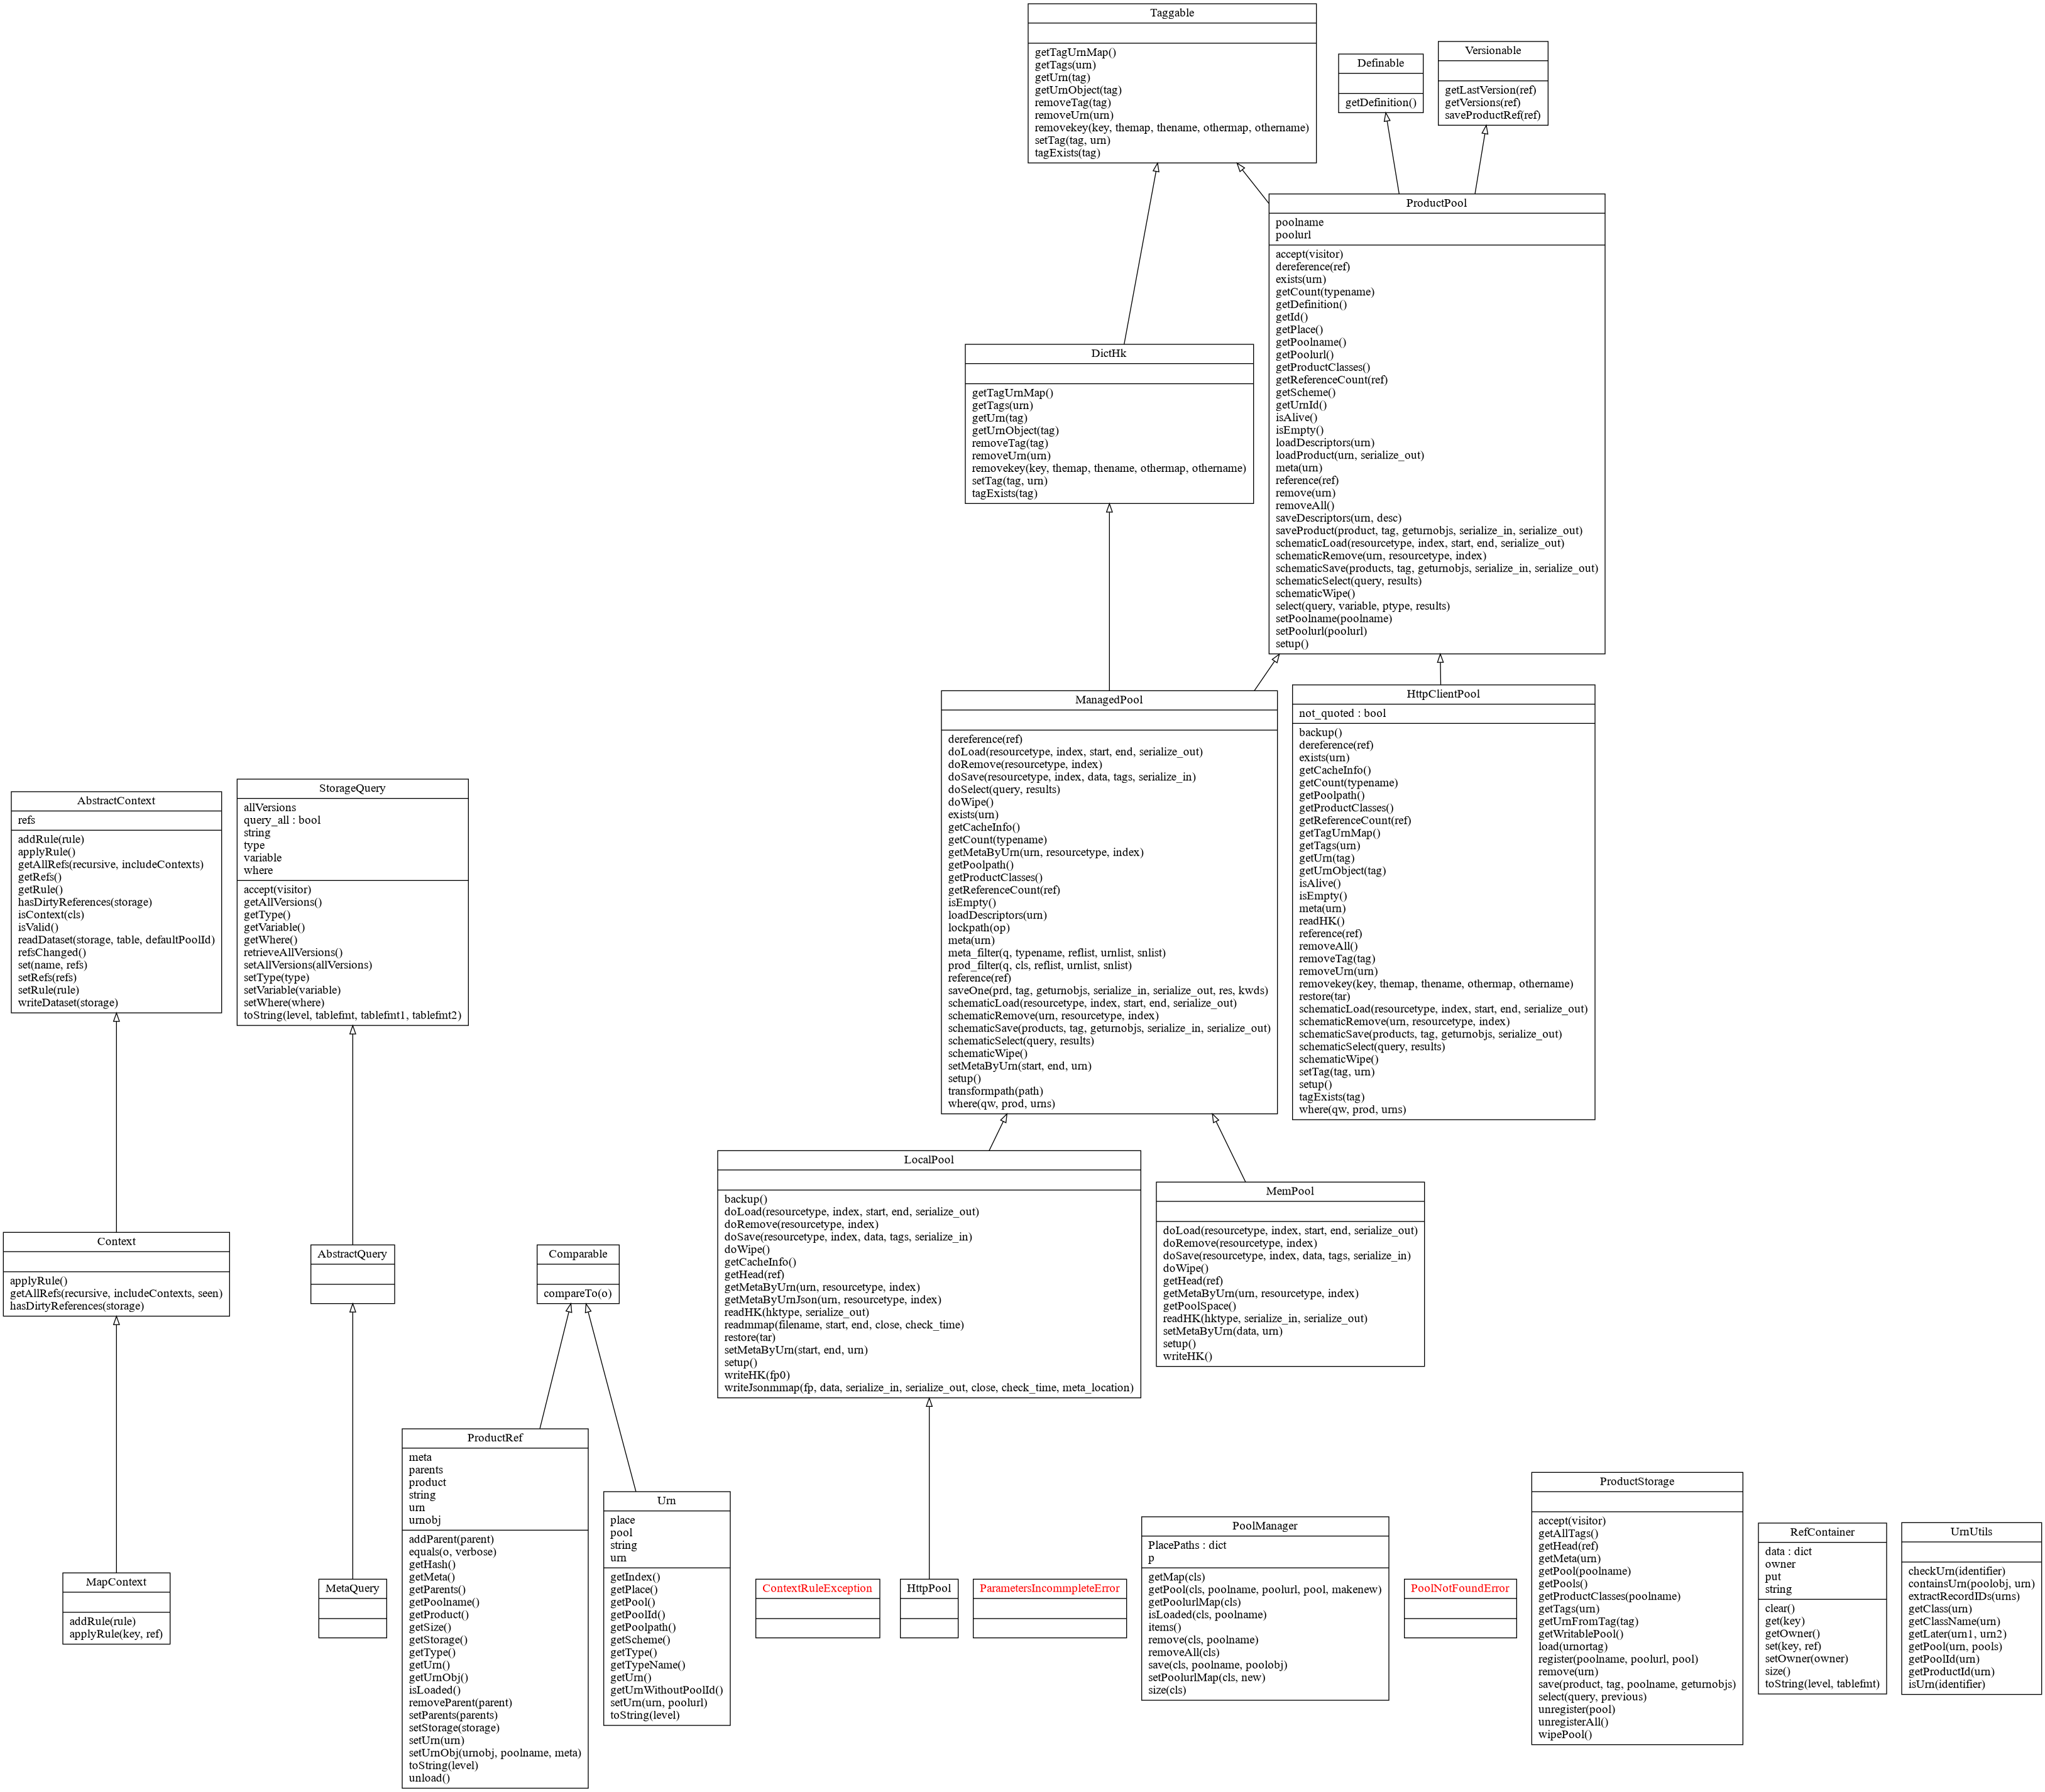 Taggable
getTagUrnMap()
getTags(urn)
getUrn(tag)
getUrnObject(tag)
removeTag(tag)
removeUrn(urn)
removekey(key, themap, thename, othermap, othername)
setTag(tag, urn)
tagExists(tag)
Definable
getDefinition()
Versionable
getLastVersion(ref)
getVersions(ref)
saveProductRef(ref)
ProductPool
poolname
poolurl
accept(visitor)
dereference(ref)
exists(urn)
getCount(typename)
getDefinition()
getId()
getPlace()
getPoolname()
getPoolurl()
getProductClasses()
getReferenceCount(ref)
getScheme()
getUrnId()
isAlive()
isEmpty()
loadDescriptors(urn)
loadProduct(urn, serialize_out)
meta(urn)
reference(ref)
remove(urn)
removeAll()
saveDescriptors(urn, desc)
saveProduct(product, tag, geturnobjs, serialize_in, serialize_out)
schematicLoad(resourcetype, index, start, end, serialize_out)
schematicRemove(urn, resourcetype, index)
schematicSave(products, tag, geturnobjs, serialize_in, serialize_out)
schematicSelect(query, results)
schematicWipe()
select(query, variable, ptype, results)
setPoolname(poolname)
setPoolurl(poolurl)
setup()
DictHk
getTagUrnMap()
getTags(urn)
getUrn(tag)
getUrnObject(tag)
removeTag(tag)
removeUrn(urn)
removekey(key, themap, thename, othermap, othername)
setTag(tag, urn)
tagExists(tag)
ManagedPool
dereference(ref)
doLoad(resourcetype, index, start, end, serialize_out)
doRemove(resourcetype, index)
doSave(resourcetype, index, data, tags, serialize_in)
doSelect(query, results)
doWipe()
exists(urn)
getCacheInfo()
getCount(typename)
getMetaByUrn(urn, resourcetype, index)
getPoolpath()
getProductClasses()
getReferenceCount(ref)
isEmpty()
loadDescriptors(urn)
lockpath(op)
meta(urn)
meta_filter(q, typename, reflist, urnlist, snlist)
prod_filter(q, cls, reflist, urnlist, snlist)
reference(ref)
saveOne(prd, tag, geturnobjs, serialize_in, serialize_out, res, kwds)
schematicLoad(resourcetype, index, start, end, serialize_out)
schematicRemove(urn, resourcetype, index)
schematicSave(products, tag, geturnobjs, serialize_in, serialize_out)
schematicSelect(query, results)
schematicWipe()
setMetaByUrn(start, end, urn)
setup()
transformpath(path)
where(qw, prod, urns)
HttpClientPool
not_quoted : bool
backup()
dereference(ref)
exists(urn)
getCacheInfo()
getCount(typename)
getPoolpath()
getProductClasses()
getReferenceCount(ref)
getTagUrnMap()
getTags(urn)
getUrn(tag)
getUrnObject(tag)
isAlive()
isEmpty()
meta(urn)
readHK()
reference(ref)
removeAll()
removeTag(tag)
removeUrn(urn)
removekey(key, themap, thename, othermap, othername)
restore(tar)
schematicLoad(resourcetype, index, start, end, serialize_out)
schematicRemove(urn, resourcetype, index)
schematicSave(products, tag, geturnobjs, serialize_in, serialize_out)
schematicSelect(query, results)
schematicWipe()
setTag(tag, urn)
setup()
tagExists(tag)
where(qw, prod, urns)
AbstractContext
refs
addRule(rule)
applyRule()
getAllRefs(recursive, includeContexts)
getRefs()
getRule()
hasDirtyReferences(storage)
isContext(cls)
isValid()
readDataset(storage, table, defaultPoolId)
refsChanged()
set(name, refs)
setRefs(refs)
setRule(rule)
writeDataset(storage)
StorageQuery
allVersions
query_all : bool
string
type
variable
where
accept(visitor)
getAllVersions()
getType()
getVariable()
getWhere()
retrieveAllVersions()
setAllVersions(allVersions)
setType(type)
setVariable(variable)
setWhere(where)
toString(level, tablefmt, tablefmt1, tablefmt2)
LocalPool
backup()
doLoad(resourcetype, index, start, end, serialize_out)
doRemove(resourcetype, index)
doSave(resourcetype, index, data, tags, serialize_in)
doWipe()
getCacheInfo()
getHead(ref)
getMetaByUrn(urn, resourcetype, index)
getMetaByUrnJson(urn, resourcetype, index)
readHK(hktype, serialize_out)
readmmap(filename, start, end, close, check_time)
restore(tar)
setMetaByUrn(start, end, urn)
setup()
writeHK(fp0)
writeJsonmmap(fp, data, serialize_in, serialize_out, close, check_time, meta_location)
MemPool
doLoad(resourcetype, index, start, end, serialize_out)
doRemove(resourcetype, index)
doSave(resourcetype, index, data, tags, serialize_in)
doWipe()
getHead(ref)
getMetaByUrn(urn, resourcetype, index)
getPoolSpace()
readHK(hktype, serialize_in, serialize_out)
setMetaByUrn(data, urn)
setup()
writeHK()
Context
applyRule()
getAllRefs(recursive, includeContexts, seen)
hasDirtyReferences(storage)
AbstractQuery
Comparable
compareTo(o)
MapContext
addRule(rule)
applyRule(key, ref)
MetaQuery
ProductRef
meta
parents
product
string
urn
urnobj
addParent(parent)
equals(o, verbose)
getHash()
getMeta()
getParents()
getPoolname()
getProduct()
getSize()
getStorage()
getType()
getUrn()
getUrnObj()
isLoaded()
removeParent(parent)
setParents(parents)
setStorage(storage)
setUrn(urn)
setUrnObj(urnobj, poolname, meta)
toString(level)
unload()
Urn
place
pool
string
urn
getIndex()
getPlace()
getPool()
getPoolId()
getPoolpath()
getScheme()
getType()
getTypeName()
getUrn()
getUrnWithoutPoolId()
setUrn(urn, poolurl)
toString(level)
ContextRuleException
HttpPool
ParametersIncommpleteError
PoolManager
PlacePaths : dict
p
getMap(cls)
getPool(cls, poolname, poolurl, pool, makenew)
getPoolurlMap(cls)
isLoaded(cls, poolname)
items()
remove(cls, poolname)
removeAll(cls)
save(cls, poolname, poolobj)
setPoolurlMap(cls, new)
size(cls)
PoolNotFoundError
ProductStorage
accept(visitor)
getAllTags()
getHead(ref)
getMeta(urn)
getPool(poolname)
getPools()
getProductClasses(poolname)
getTags(urn)
getUrnFromTag(tag)
getWritablePool()
load(urnortag)
register(poolname, poolurl, pool)
remove(urn)
save(product, tag, poolname, geturnobjs)
select(query, previous)
unregister(pool)
unregisterAll()
wipePool()
RefContainer
data : dict
owner
put
string
clear()
get(key)
getOwner()
set(key, ref)
setOwner(owner)
size()
toString(level, tablefmt)
UrnUtils
checkUrn(identifier)
containsUrn(poolobj, urn)
extractRecordIDs(urns)
getClass(urn)
getClassName(urn)
getLater(urn1, urn2)
getPool(urn, pools)
getPoolId(urn)
getProductId(urn)
isUrn(identifier)